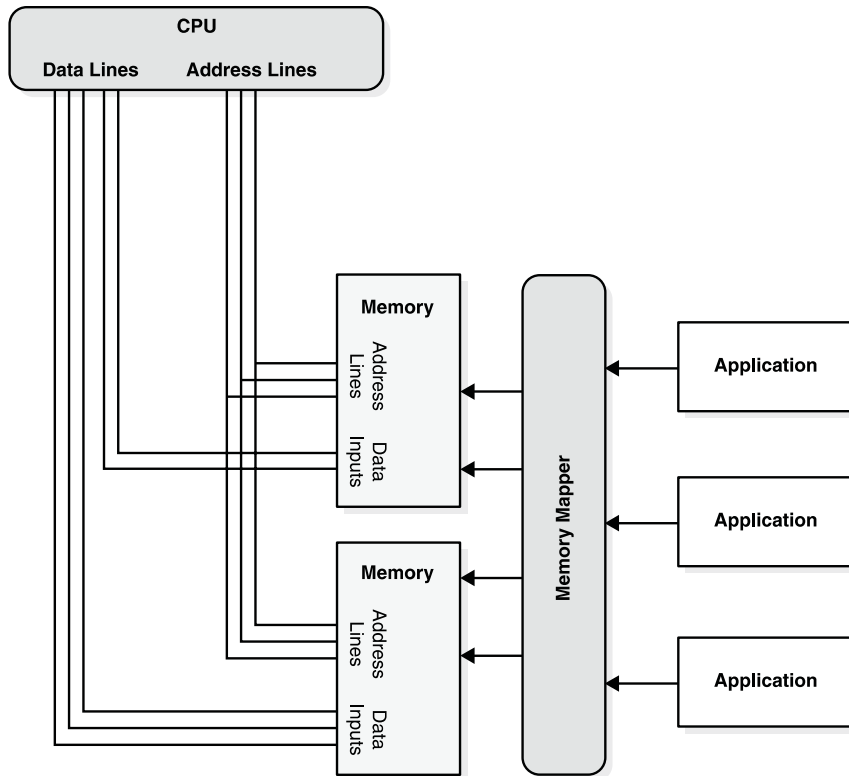 CPU
Data Lines Address Lines
Memory
Address
Lines
Data
Inputs
Memory
Address
Lines
Data
Inputs
Memory Mapper
Application
Application
Application